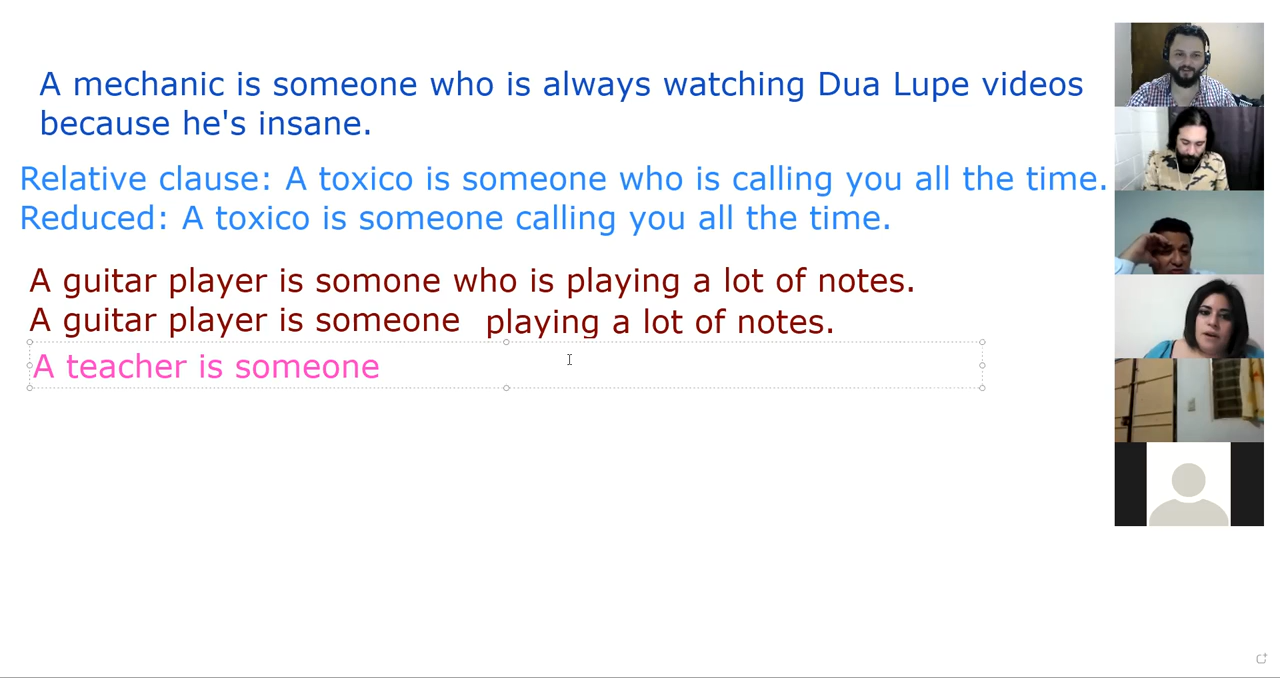 A mechanic is someone who is always watching Dua Lupe videos
because he's insane.
Relative clause: A toxico is someone who is calling you all the time.
Reduced: A toxico is someone calling you all the time.
A guitar player is somone who is playing a lot of notes.
A guitar player is someone playing a lot of notes.
A teacher is someone